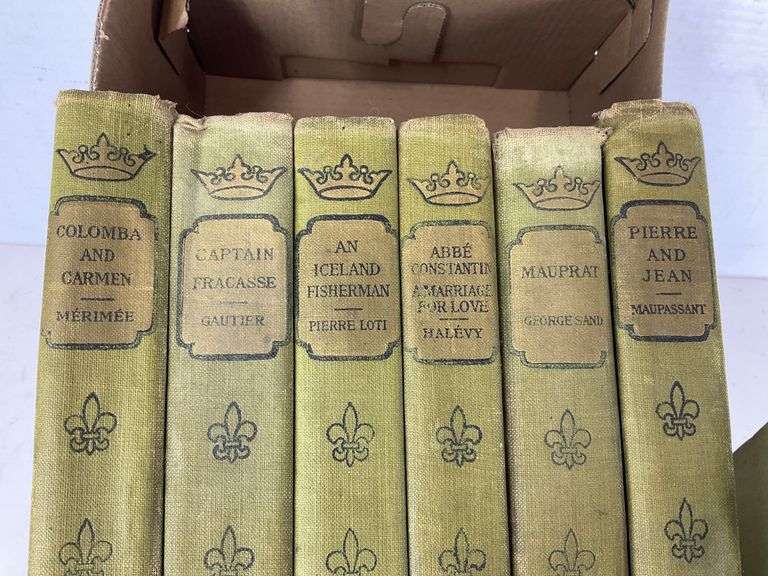 COLOMBA
AND
CARMEN
MÉRIMÉE
CAPTAIN
FRACASSE
GAUTIER
AN
ICELAND
FISHERMAN
PIERRE LOTI
ABBÉ
CONSTANTIN
A MARRIAGE
FOR LOVE
HALÉVY
MAUPRAT
GEORGE SAND
PIERRE
AND
JEAN
MAUPASSANT